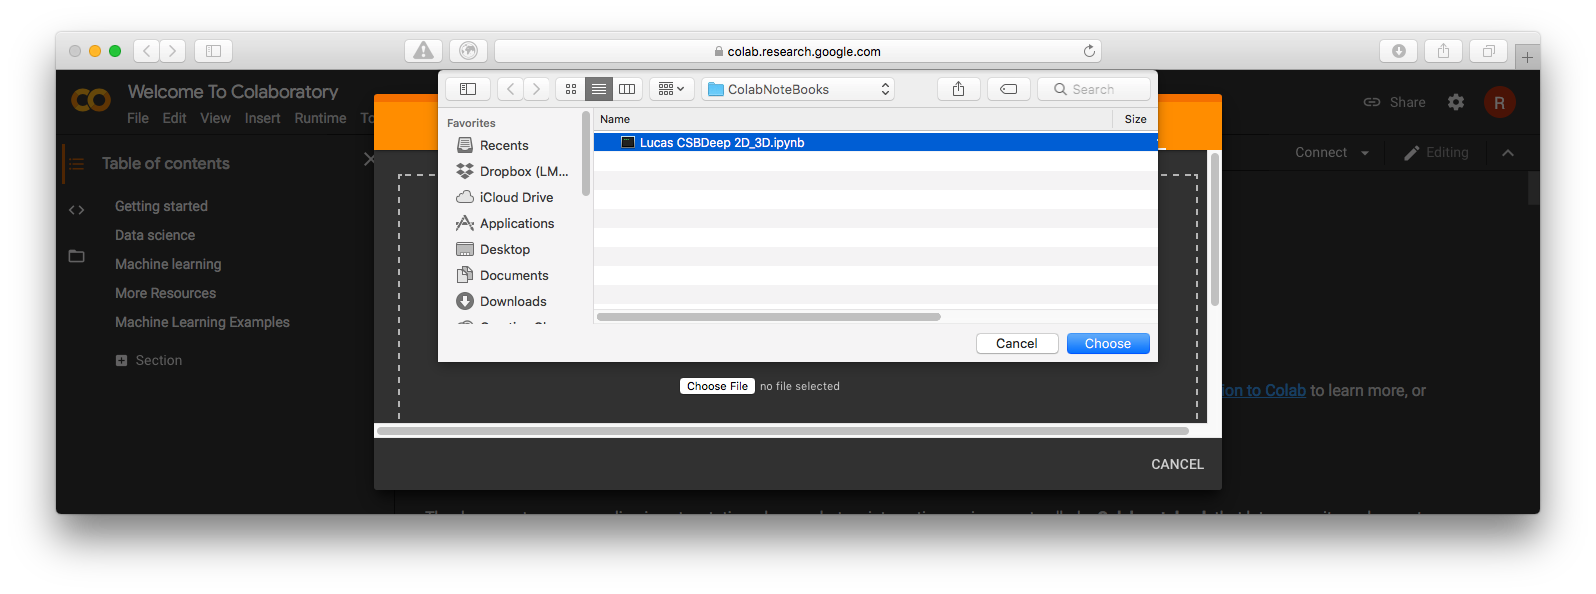 colab.research.google.com
Welcome To Colaboratory
File Edit View Insert Runtime To
Share
R
ColabNoteBooks
Search
Favorites
Recents
Dropbox (LM...
iCloud Drive
Applications
Desktop
Documents
Downloads
Name Size
Lucas CSBDeep 2D_3D.ipynb
Cancel Choose
Connect Editing
Table of contents
Getting started
Data science
Machine learning
More Resources
Machine Learning Examples
Section
Choose File no file selected
ion to Colab to learn more, or
CANCEL